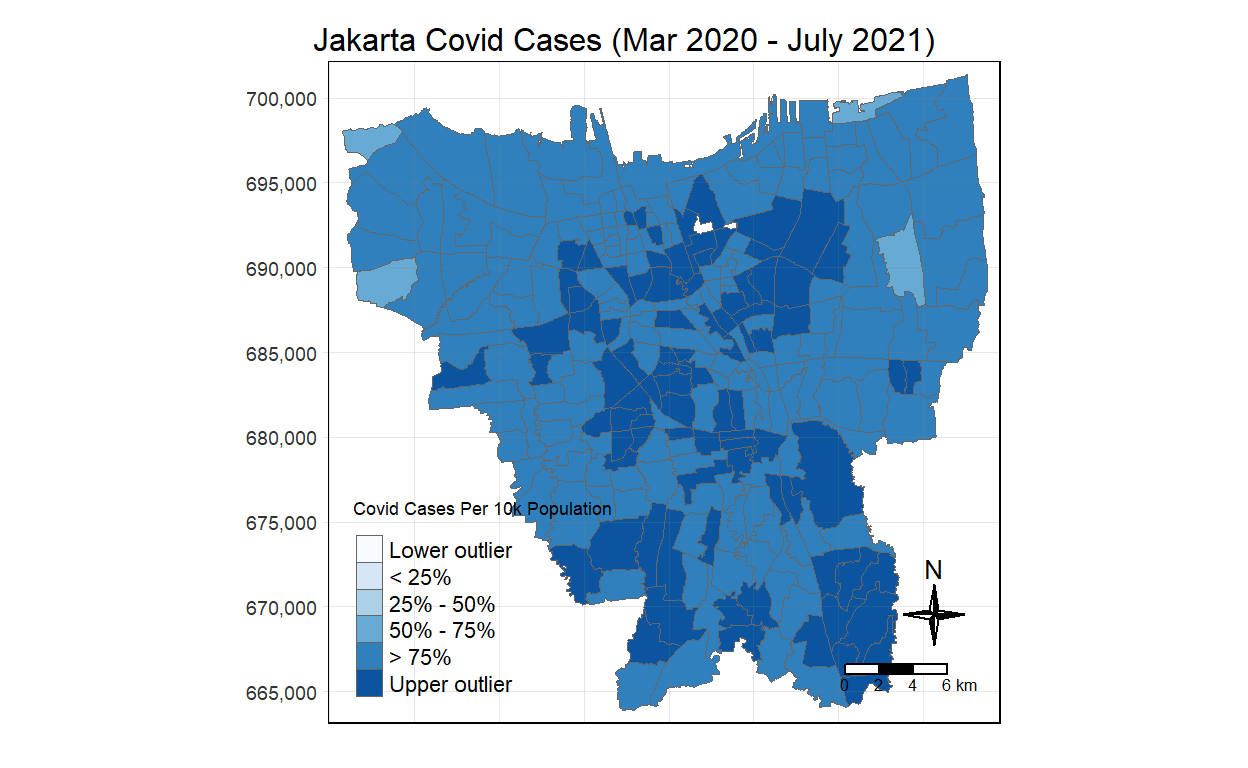 Jakarta Covid Cases (Mar 2020 - July 2021)
700,000
695,000
690,000
685,000
680,000
675,000
670,000
665,000
Covid Cases Per 10k Population
Lower outlier
< 25%
25% - 50%
50% - 75%
> 75%
Upper outlier
N
0 2 4 6 km